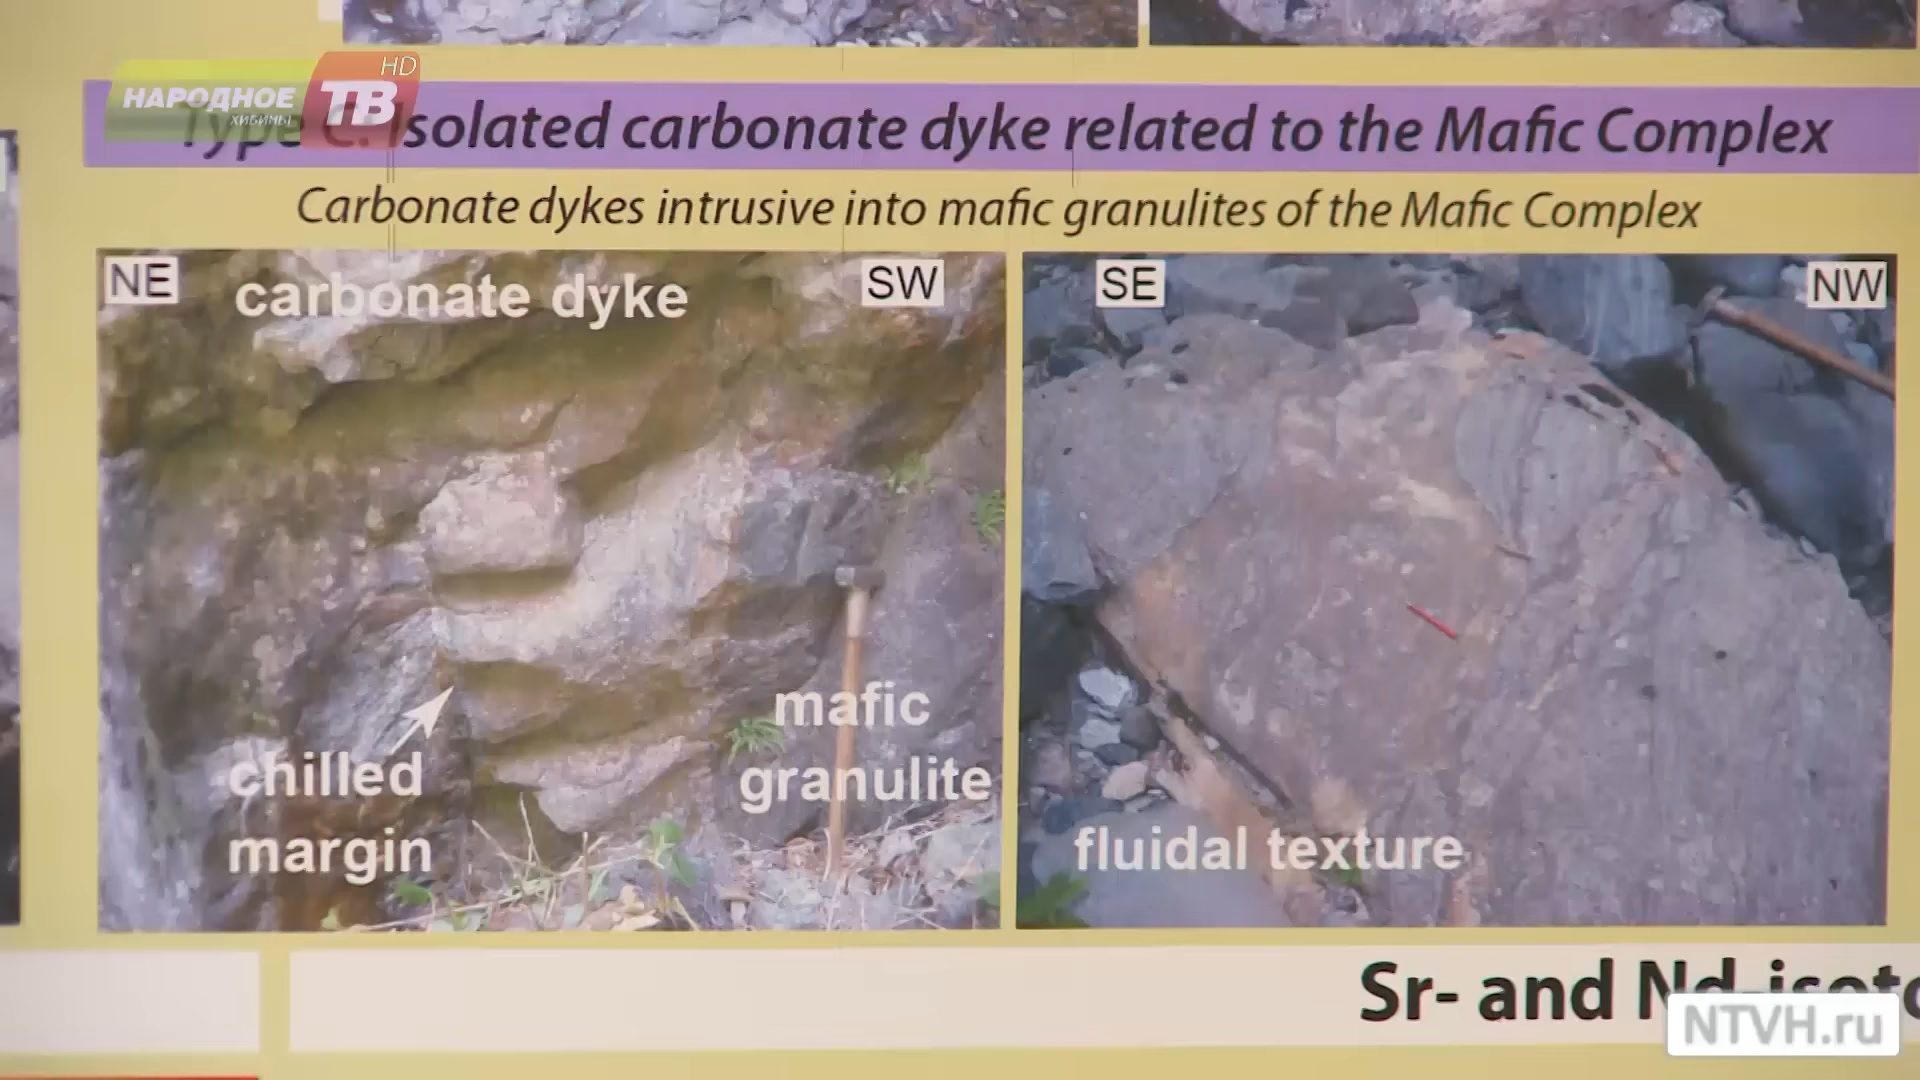 НАРОДНОЕ
ХИБИНЫ
ТВ
HD
Type C: Isolated carbonate dyke related to the Mafic Complex
Carbonate dykes intrusive into mafic granulites of the Mafic Complex
NE
carbonate dyke
SW
chilled
margin
mafic
granulite
SE
NW
fluidal texture
Sr- and
NTVH.ru